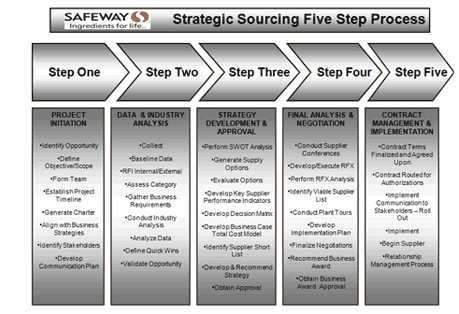 SAFEWAY
Ingredients for life...
Strategic Sourcing Five Step Process
Step One
Step Two
Step Three
Step Four
Step Five
PROJECT
INITIATION
•Identify Opportunity
•Define
Objective/Scope
•Form Team
•Establish Project
Timeline
•Generate Charter
•Align with Business
Strategies
•Identify Stakeholders
•Develop
Communication Plan
DATA & INDUSTRY
ANALYSIS
•Collect
•Baseline Data
•RFI Internal/External
•Assess Category
•Gather Business
Requirements
•Conduct Industry
Analysis
•Analyze Data
•Define Quick Wins
•Validate Opportunity
STRATEGY
DEVELOPMENT &
APPROVAL
•Perform SWOT Analysis
•Generate Supply
Options
•Evaluate Options
•Develop Key Supplier
Performance Indicators
•Develop Decision Matrix
•Develop Business Case
Total Cost Model
•Identify Supplier Short
List
•Develop & Recommend
Strategy
•Obtain Approval
FINAL ANALYSIS &
NEGOTIATION
•Conduct Supplier
Conferences
•Develop/Execute RFX
•Perform RFX Analysis
•Identify Viable Supplier
List
•Conduct Plant Tours
•Develop
Implementation Plan
•Finalize Negotiations
•Recommend Business
Award
•Obtain Business
Award Approval
CONTRACT
MANAGEMENT &
IMPLEMENTATION
•Contract Terms
Finalized and Agreed
Upon
•Contract Routed for
Authorizations
•Implement
Communication to
Stakeholders – Roll
Out
•Implement
•Begin Supplier
•Relationship
Management Process